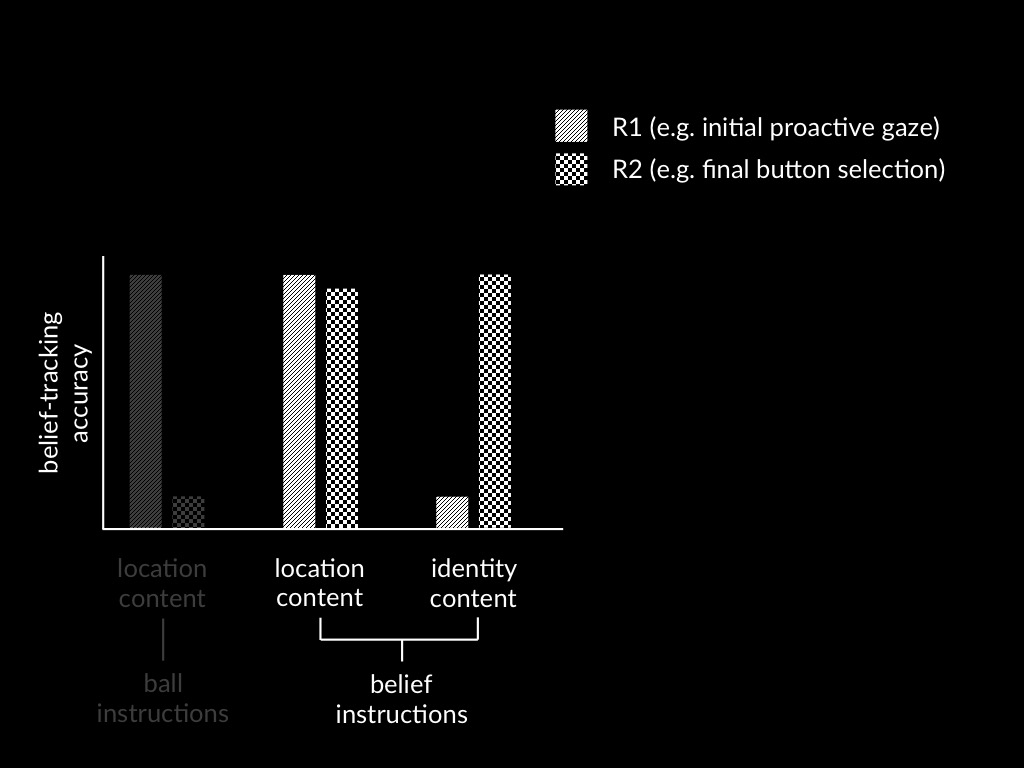 R1 (e.g. initial proactive gaze)
R2 (e.g. final button selection)
belief-tracking
accuracy
location
content
location
content
identity
content
ball
instructions
belief
instructions